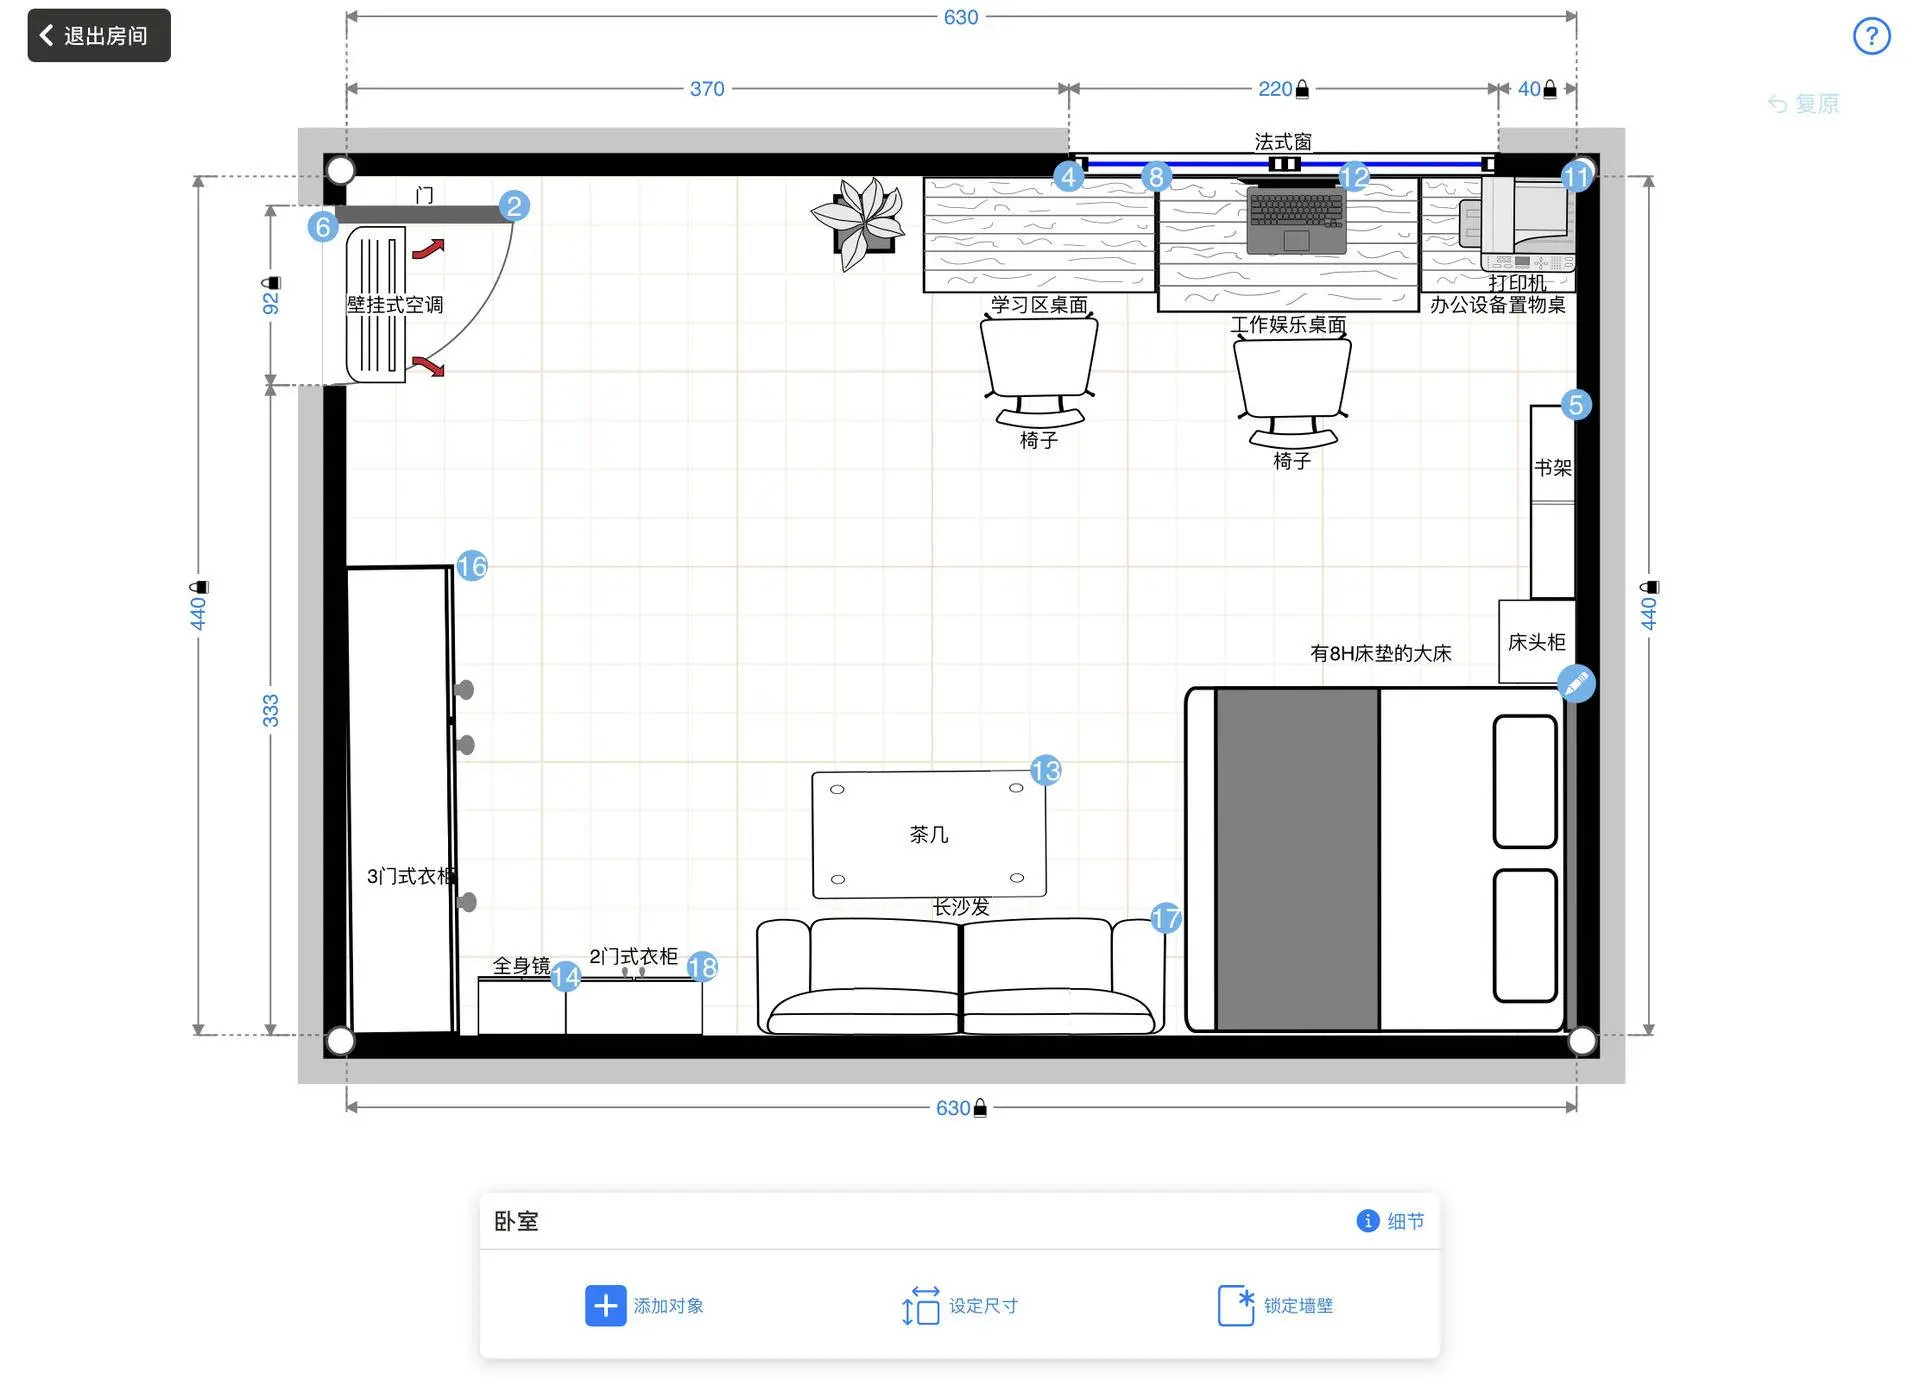 退出房间
630
?
370
220
40
复原
法式窗
门
2
4
8
12
11
6
壁挂式空调
92
打印机
学习区桌面
办公设备置物桌
工作娱乐桌面
5
椅子
椅子
书架
16
440
440
床头柜
有8H床垫的大床
333
13
茶几
3门式衣柜
长沙发
17
2门式衣柜
全身镜
14
18
630
卧室
细节
添加对象
设定尺寸
锁定墙壁